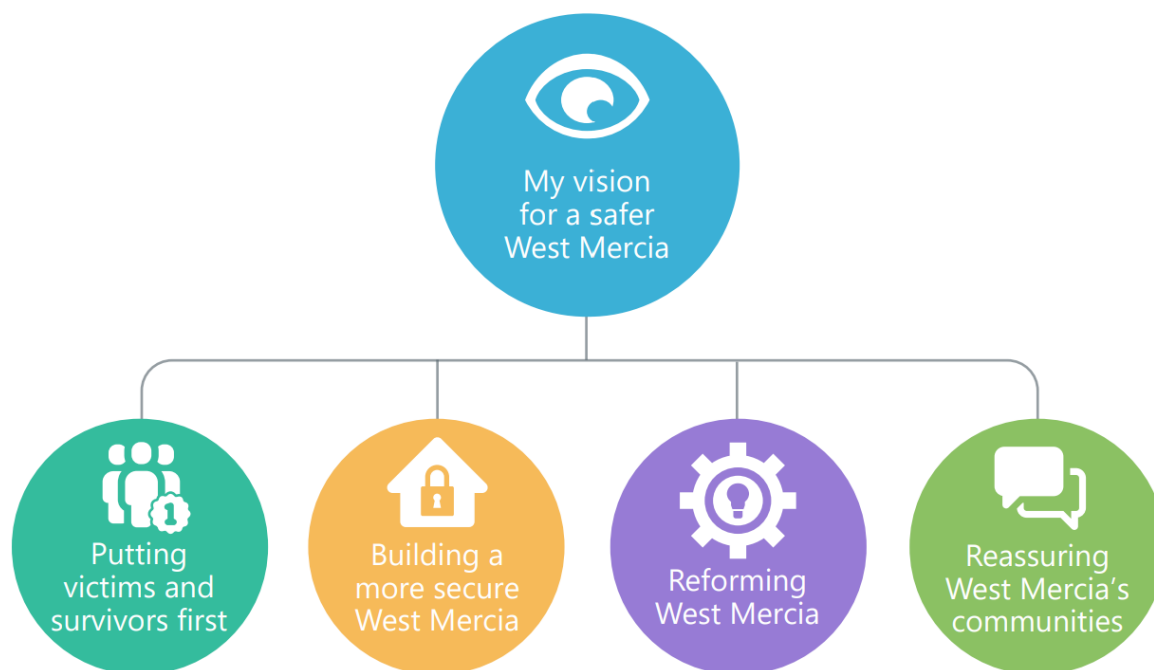 My vision
for a safer
West Mercia
1
Putting
victims and
survivors first
Building a
more secure
West Mercia
Reforming
West Mercia
Reassuring
West Mercia‘s
communities